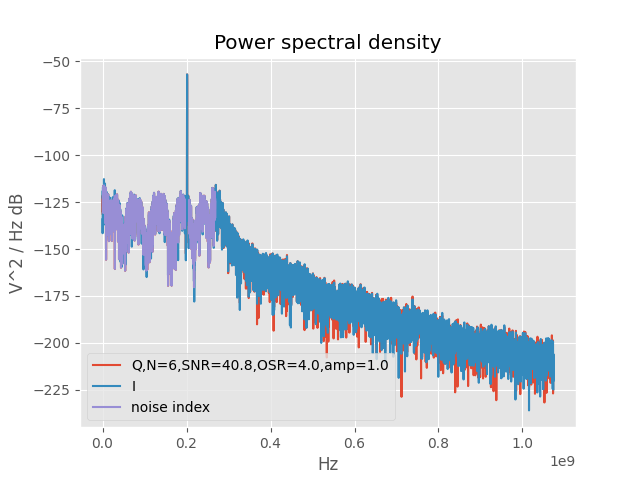 Power spectral density
V^2 / Hz dB
−50
−75
−100
−125
−150
−175
−200
−225
Q,N=6,SNR=40.8,OSR=4.0,amp=1.0
I
noise index
0.0 0.2 0.4 0.6 0.8 1.0
1e9
Hz